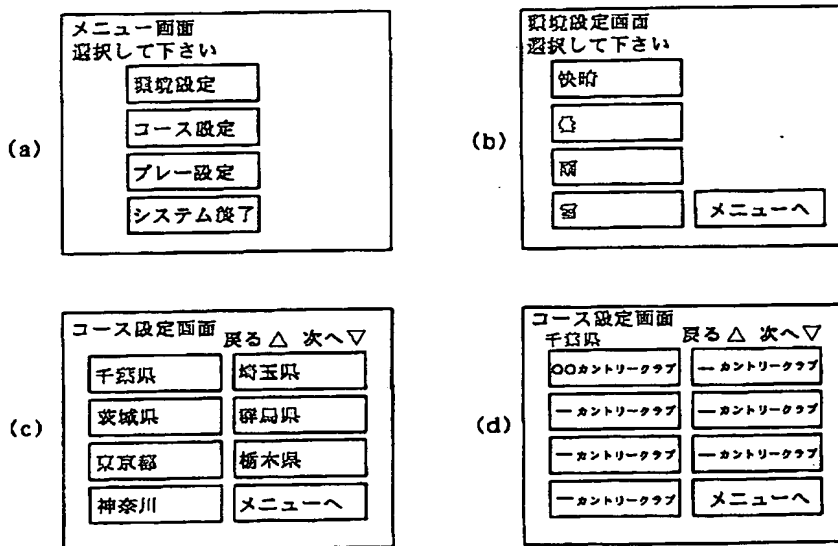 (a)
メニュー画面
選択して下さい
環境設定
コース設定
プレー設定
システム終了
(b)
環境設定画面
選択して下さい
快晴
雨
メニューへ
(c)
コース設定画面
戻る△ 次へ▽
千葉県 埼玉県
茨城県 群馬県
東京都 栃木県
神奈川 メニューへ
(d)
コース設定画面
千葉県 戻る△ 次へ▽
○○カントリークラブ ―カントリークラブ
―カントリークラブ ―カントリークラブ
―カントリークラブ ―カントリークラブ
―カントリークラブ メニューへ